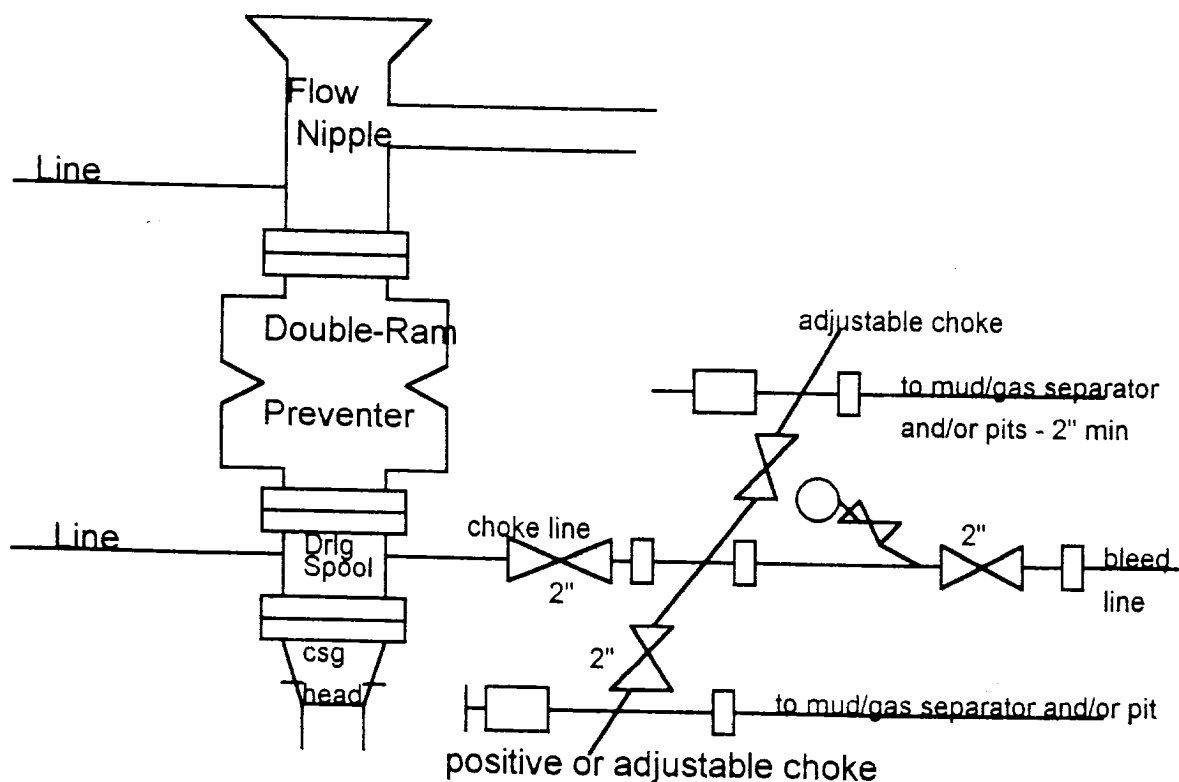 Flow
Nipple
Line
Double-Ram
Preventer
adjustable choke
to mud/gas separator
and/or pits - 2" min
Line
Drlg
Spool
choke line
2"
2"
bleed
line
csg
head
2"
to mud/gas separator and/or pit
positive or adjustable choke